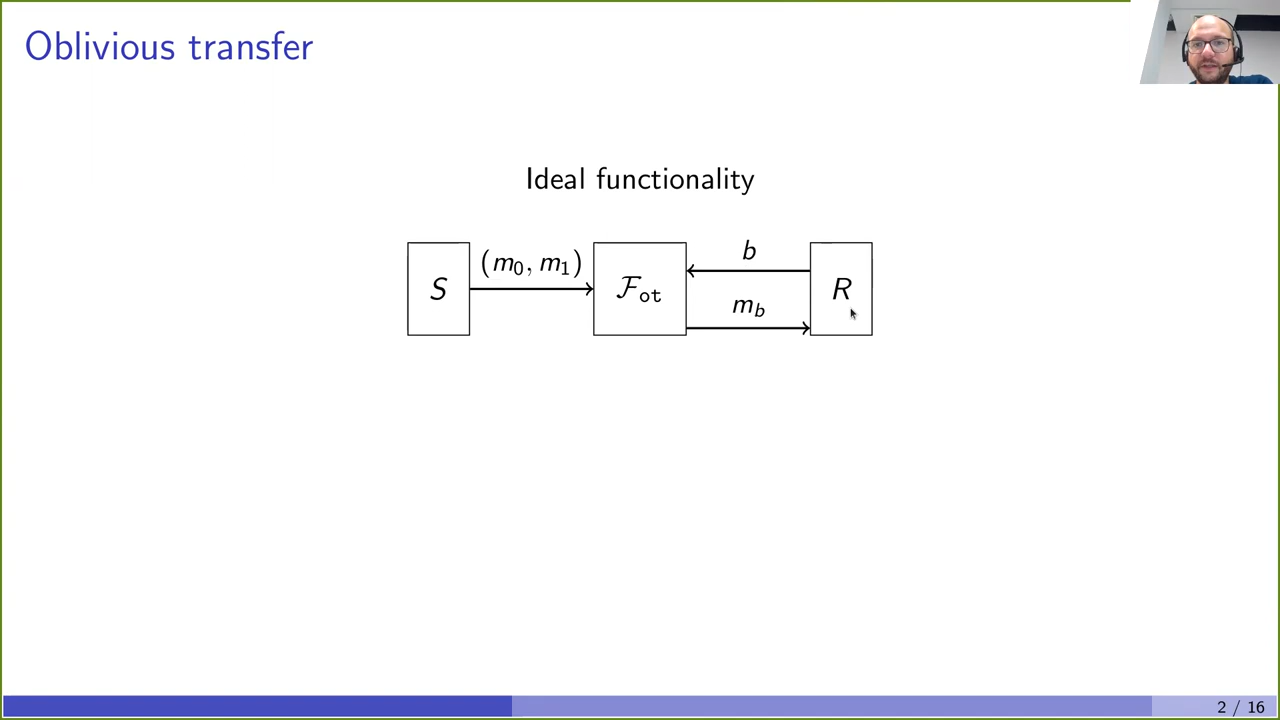 Oblivious transfer
Ideal functionality
S
(m₀, m₁)
𝓕ₒₜ
b
m_b
R
2 / 16